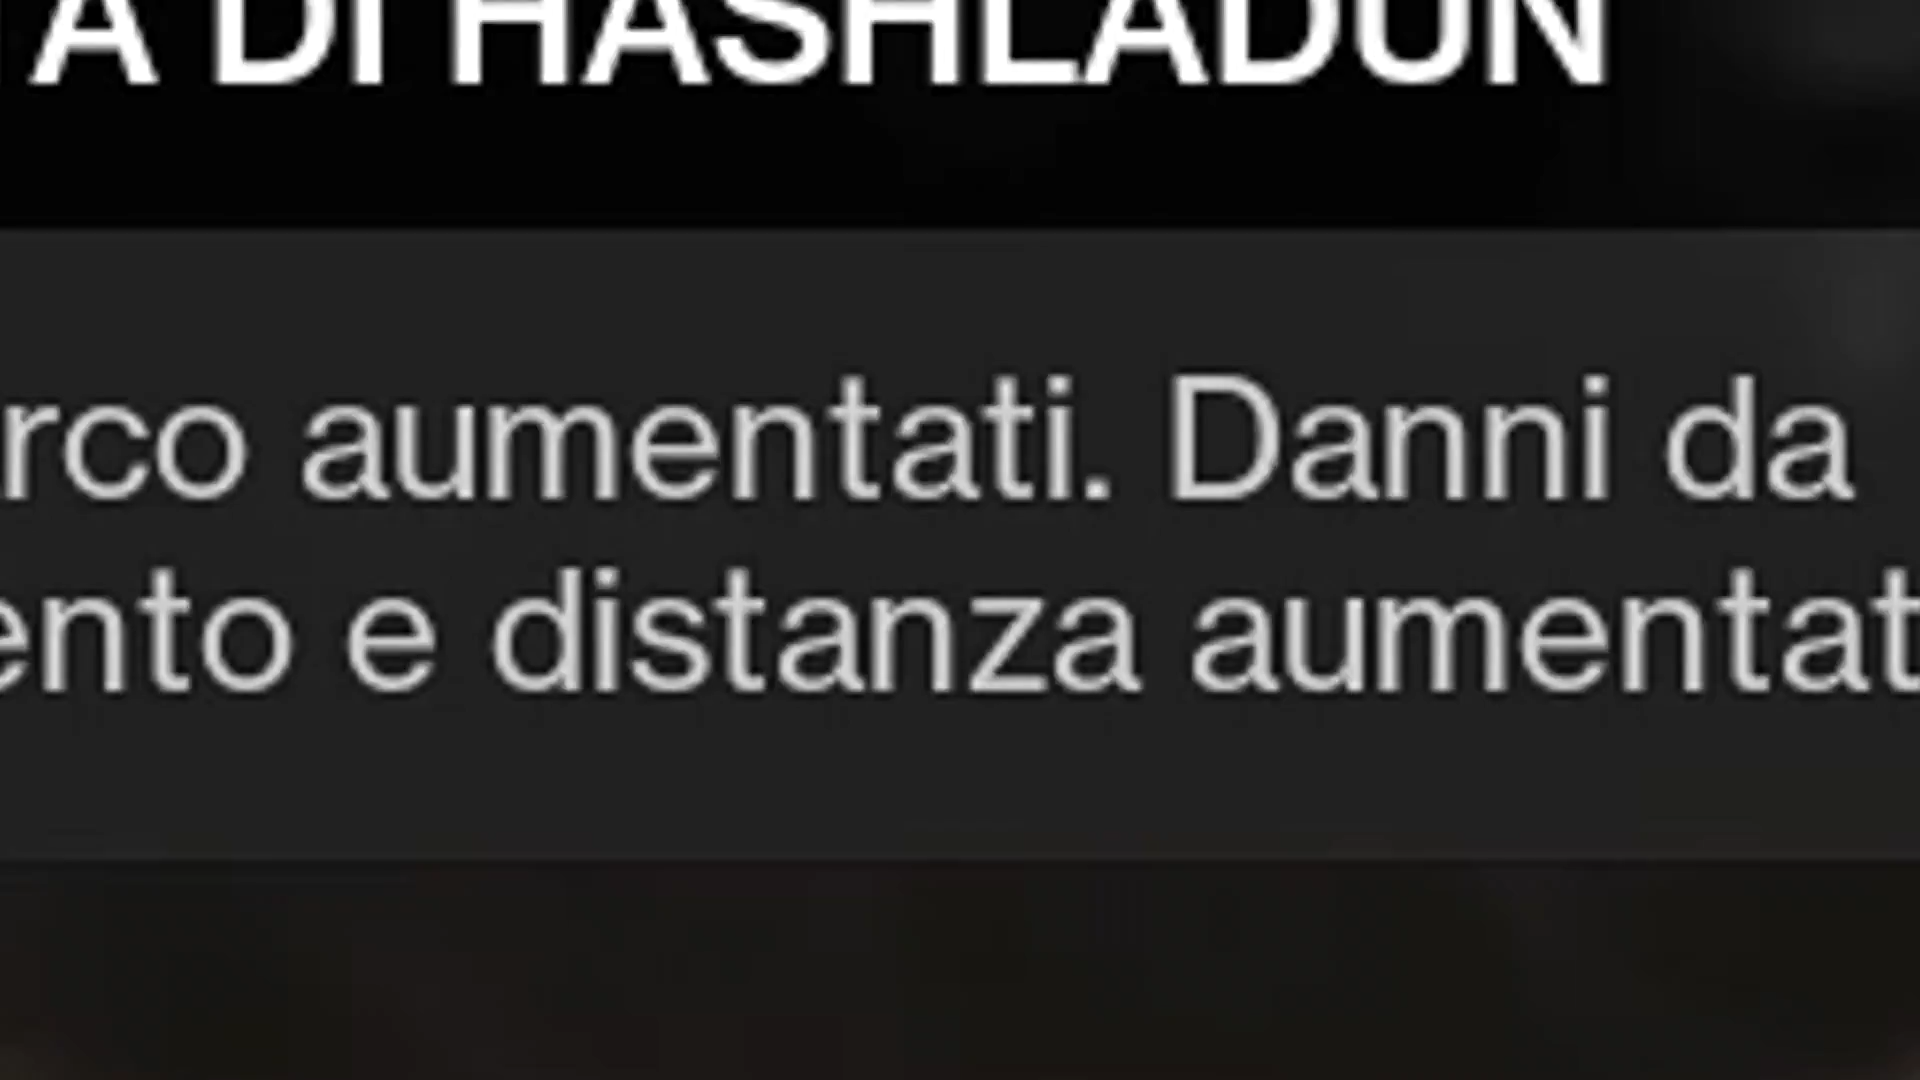 A DI HASHLADUN
rco aumentati. Danni da
ento e distanza aumentat